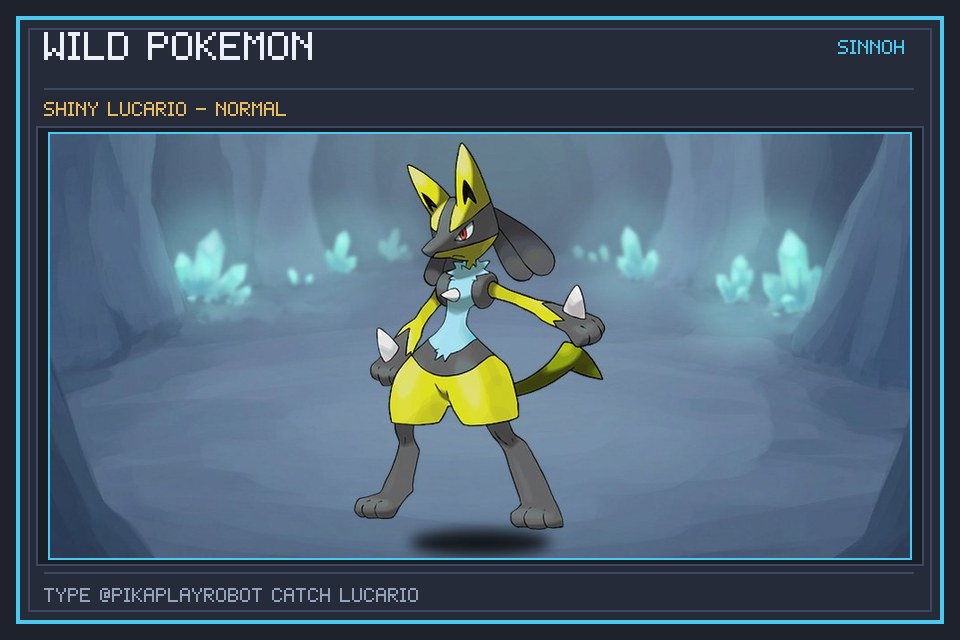 WILD POKEMON
SINNOH
SHINY LUCARIO - NORMAL
TYPE @PIKAPLAYROBOT CATCH LUCARIO